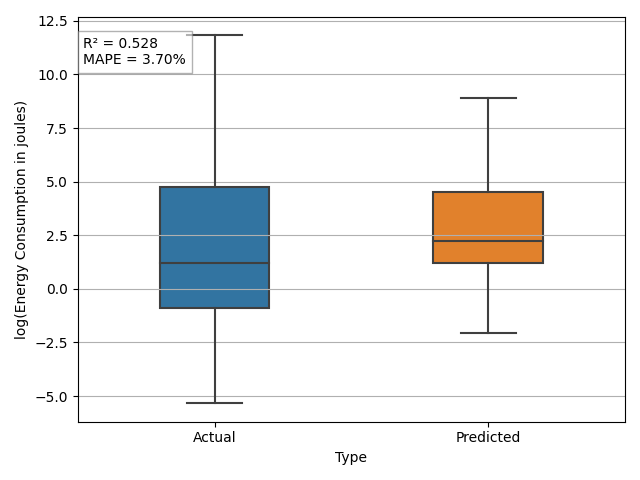 12.5
R² = 0.528
MAPE = 3.70%
10.0
7.5
5.0
2.5
0.0
−2.5
−5.0
log(Energy Consumption in joules)
Actual
Predicted
Type